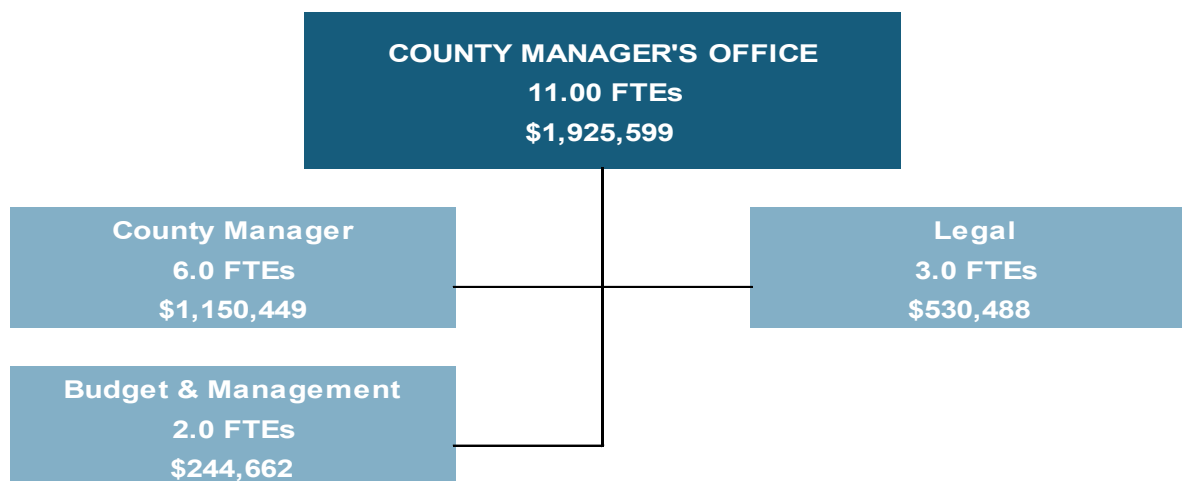 COUNTY MANAGER'S OFFICE
11.00 FTEs
$1,925,599
County Manager
6.0 FTEs
$1,150,449
Legal
3.0 FTEs
$530,488
Budget & Management
2.0 FTEs
$244,662